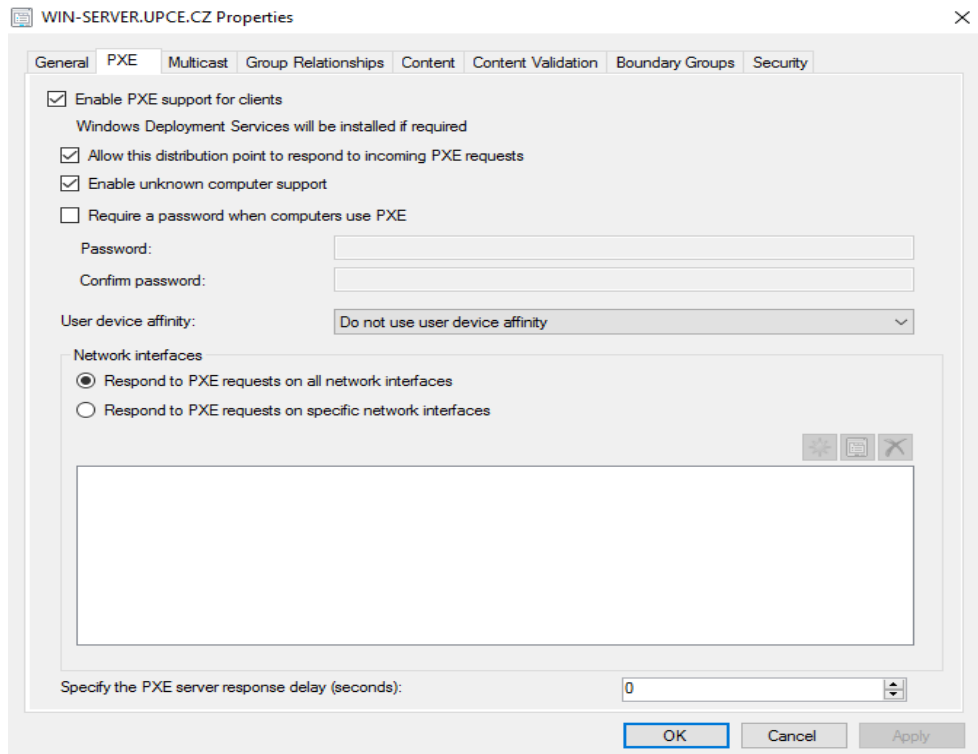 WIN-SERVER.UPCE.CZ Properties
General PXE Multicast Group Relationships Content Content Validation Boundary Groups Security
Enable PXE support for clients
Windows Deployment Services will be installed if required
Allow this distribution point to respond to incoming PXE requests
Enable unknown computer support
Require a password when computers use PXE
Password:
Confirm password:
User device affinity: Do not use user device affinity
Network interfaces
Respond to PXE requests on all network interfaces
Respond to PXE requests on specific network interfaces
Specify the PXE server response delay (seconds): 0
OK Cancel Apply